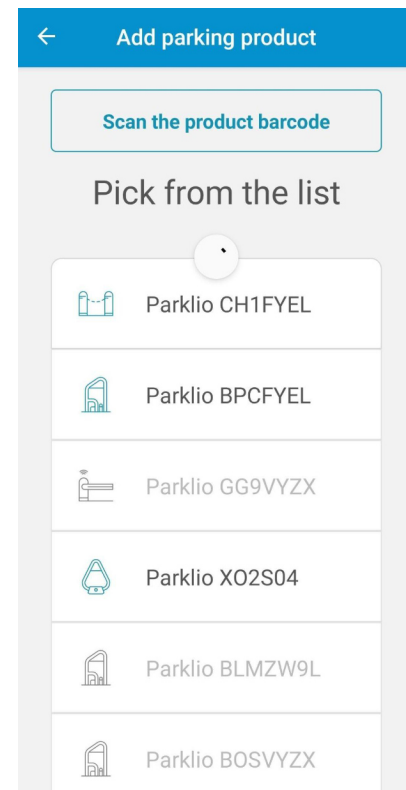 Add parking product
Scan the product barcode
Pick from the list
Parklio CH1FYEL
Parklio BPCFYEL
Parklio GG9VYZX
Parklio XO2S04
Parklio BLMZW9L
Parklio BOSVYZX